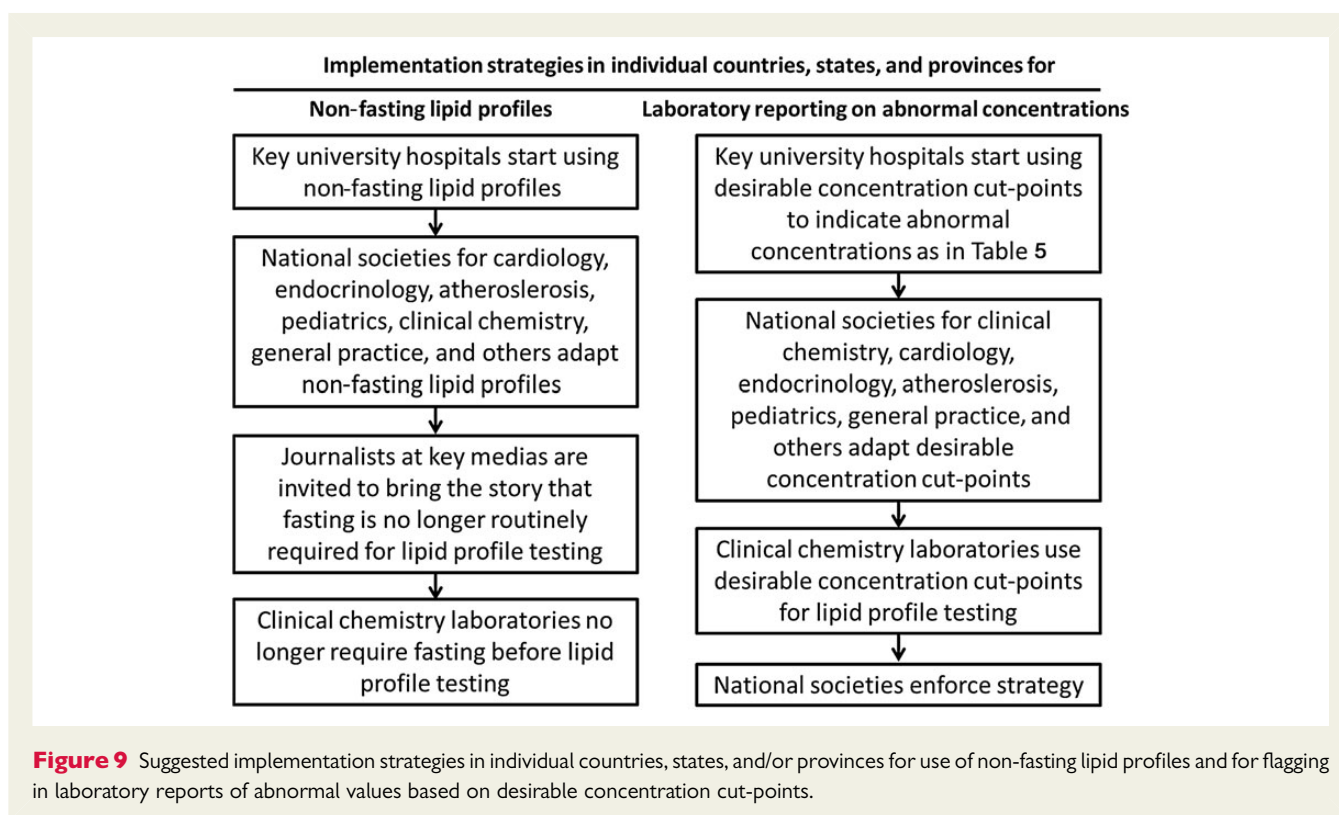 Implementation strategies in individual countries, states, and provinces for
Non-fasting lipid profiles
Key university hospitals start using
non-fasting lipid profiles
National societies for cardiology,
endocrinology, atheroslerosis,
pediatrics, clinical chemistry,
general practice, and others adapt
non-fasting lipid profiles
Journalists at key medias are
invited to bring the story that
fasting is no longer routinely
required for lipid profile testing
Clinical chemistry laboratories no
longer require fasting before lipid
profile testing
Laboratory reporting on abnormal concentrations
Key university hospitals start using
desirable concentration cut-points
to indicate abnormal
concentrations as in Table 5
National societies for clinical
chemistry, cardiology,
endocrinology, atheroslerosis,
pediatrics, general practice, and
others adapt desirable
concentration cut-points
Clinical chemistry laboratories use
desirable concentration cut-points
for lipid profile testing
National societies enforce strategy
Figure 9 Suggested implementation strategies in individual countries, states, and/or provinces for use of non-fasting lipid profiles and for flagging
in laboratory reports of abnormal values based on desirable concentration cut-points.